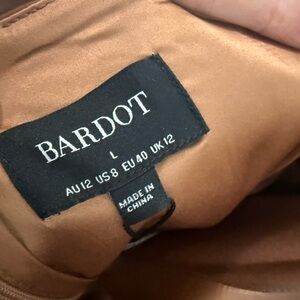 BARDOT
L
AU 12 US 8 EU 40 UK 12
MADE IN
CHINA